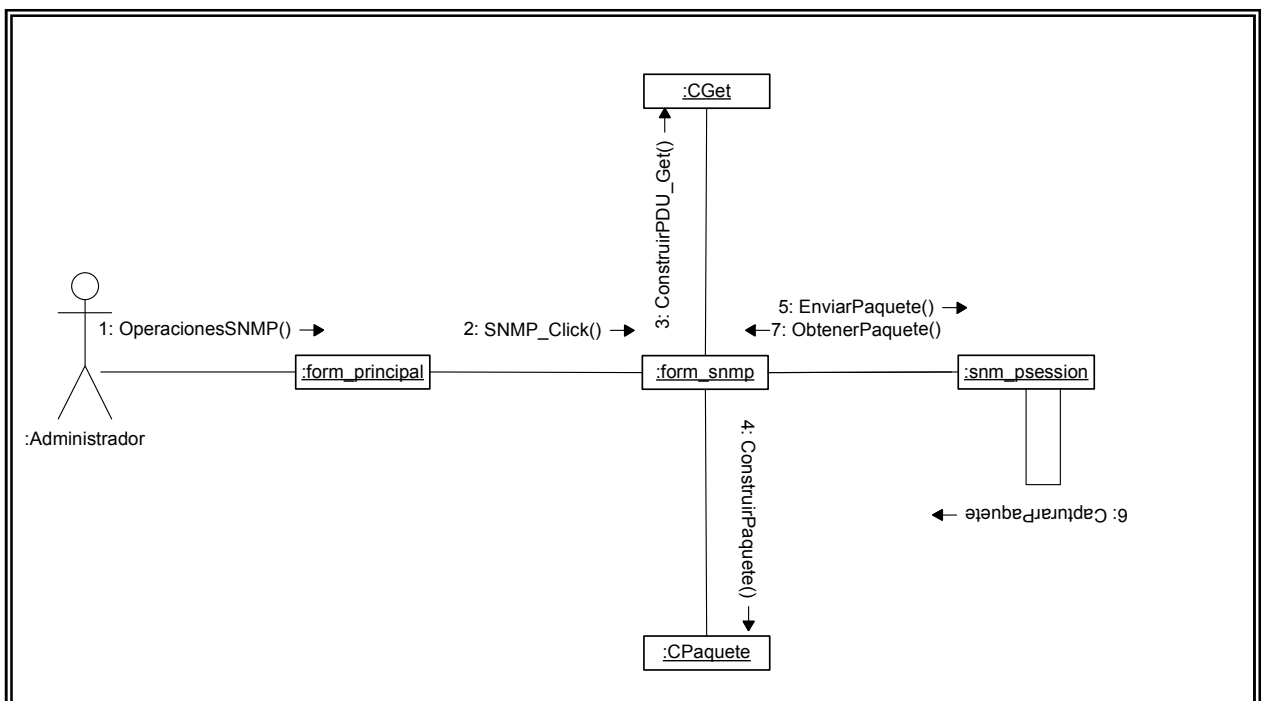 :CGet
3: ConstruirPDU_Get()
1: OperacionesSNMP()
2: SNMP_Click()
5: EnviarPaquete()
7: ObtenerPaquete()
:form_principal
:form_snmp
:snm_psession
:Administrador
4: ConstruirPaquete()
6: CapturarPaquete
:CPaquete